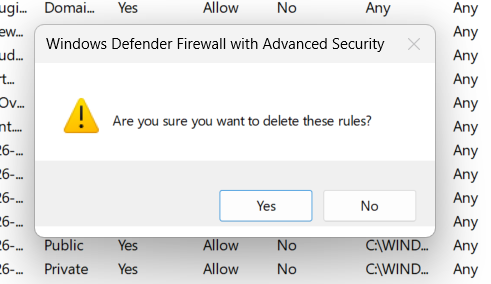 ugi... Domai... Yes Allow No Any Any
ew... Any
Windows Defender Firewall with Advanced Security
ud... Any
rt... Any
Ov... Any
Are you sure you want to delete these rules?
nt.... Any
26-... Any
26-... Any
26-... Any
Yes No
26-... Any
26-... Public Yes Allow No C:\WIND... Any
26-... Private Yes Allow No C:\WIND... Any